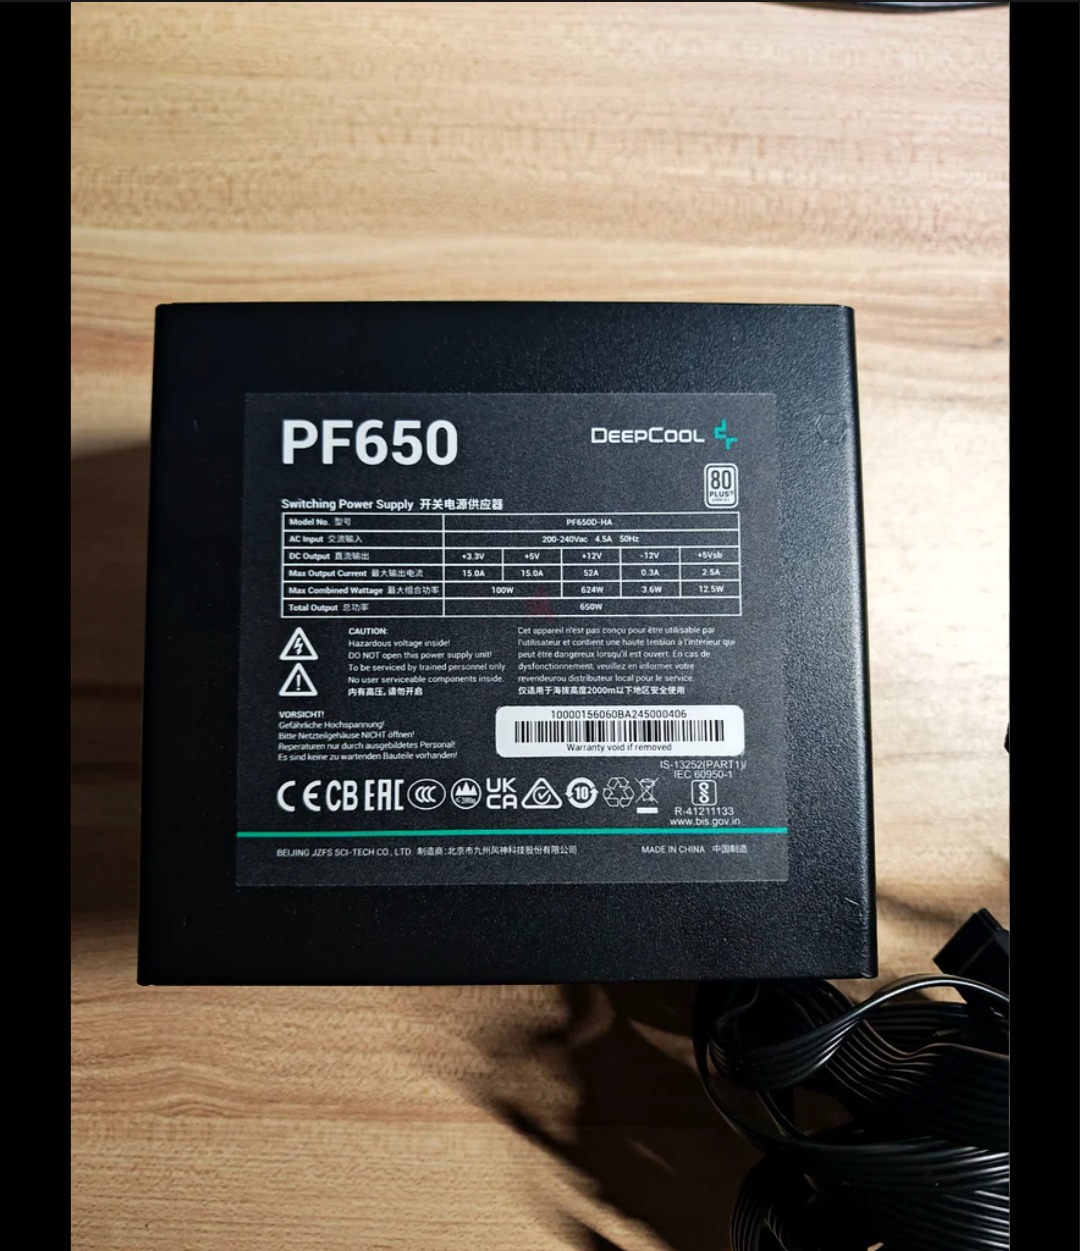 PF650
DEEPCOOL
80
PLUS
Switching Power Supply 开关电源供应器
Model No. 型号 PF650D-HA
AC Input 交流输入 200-240Vac 4.5A 50Hz
DC Output 直流输出 +3.3V +5V +12V -12V +5Vsb
Max Output Current 最大输出电流 15.0A 15.0A 52A 0.3A 2.5A
Max Combined Wattage 最大组合功率 100W 624W 3.6W 12.5W
Total Output 总功率 650W
CAUTION:
Hazardous voltage inside!
DO NOT open this power supply unit!
To be serviced by trained personnel only.
No user serviceable components inside.
内有高压, 请勿开启
Cet appareil n'est pas conçu pour être utilisable par
l'utilisateur et contient une haute tension à l'intérieur qui
peut être dangereux lorsqu'il est ouvert. En cas de
dysfonctionnement, veuillez en informer votre
revendeurou distributeur local pour le service.
仅适用于海拔高度2000m以下地区安全使用
VORSICHT!
Gefährliche Hochspannung!
Bitte Netzteilgehäuse NICHT öffnen!
Reperaturen nur durch ausgebildetes Personal!
Es sind keine zu wartenden Bauteile vorhanden!
10000156060BA245000406
Warranty void if removed
IS-13252(PART1)/
IEC 60950-1
CE CB EAC CCC UK CA 10
R-41211133
www.bis.gov.in
BEIJING JZFS SCI-TECH CO., LTD 制造商:北京市九州风神科技股份有限公司 MADE IN CHINA 中国制造